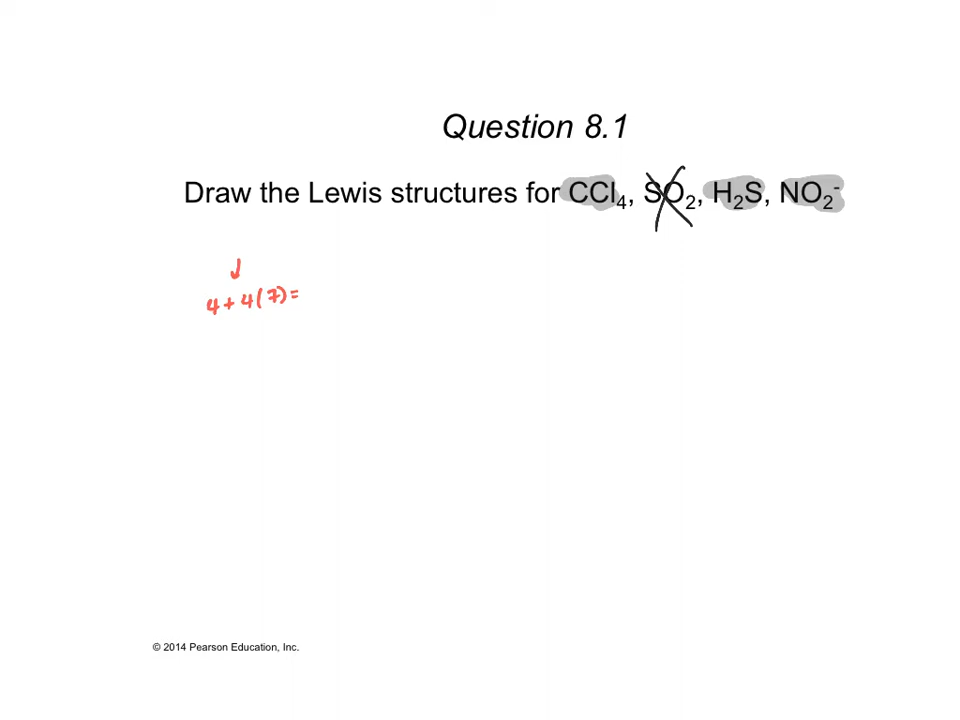 Question 8.1
Draw the Lewis structures for CCl₄, SO₂, H₂S, NO₂⁻
4 + 4(7) =
© 2014 Pearson Education, Inc.